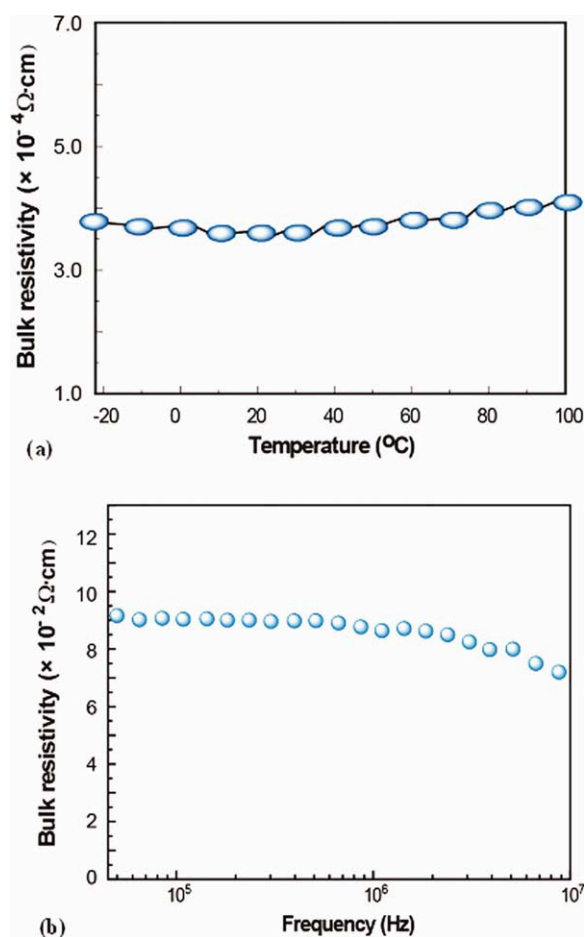 7.0
5.0
3.0
1.0
Bulk resistivity (× 10⁻⁴Ω·cm)
-20 0 20 40 60 80 100
Temperature (ºC)
(a)
12
10
8
6
4
2
0
Bulk resistivity (× 10⁻²Ω·cm)
10⁵ 10⁶ 10⁷
Frequency (Hz)
(b)